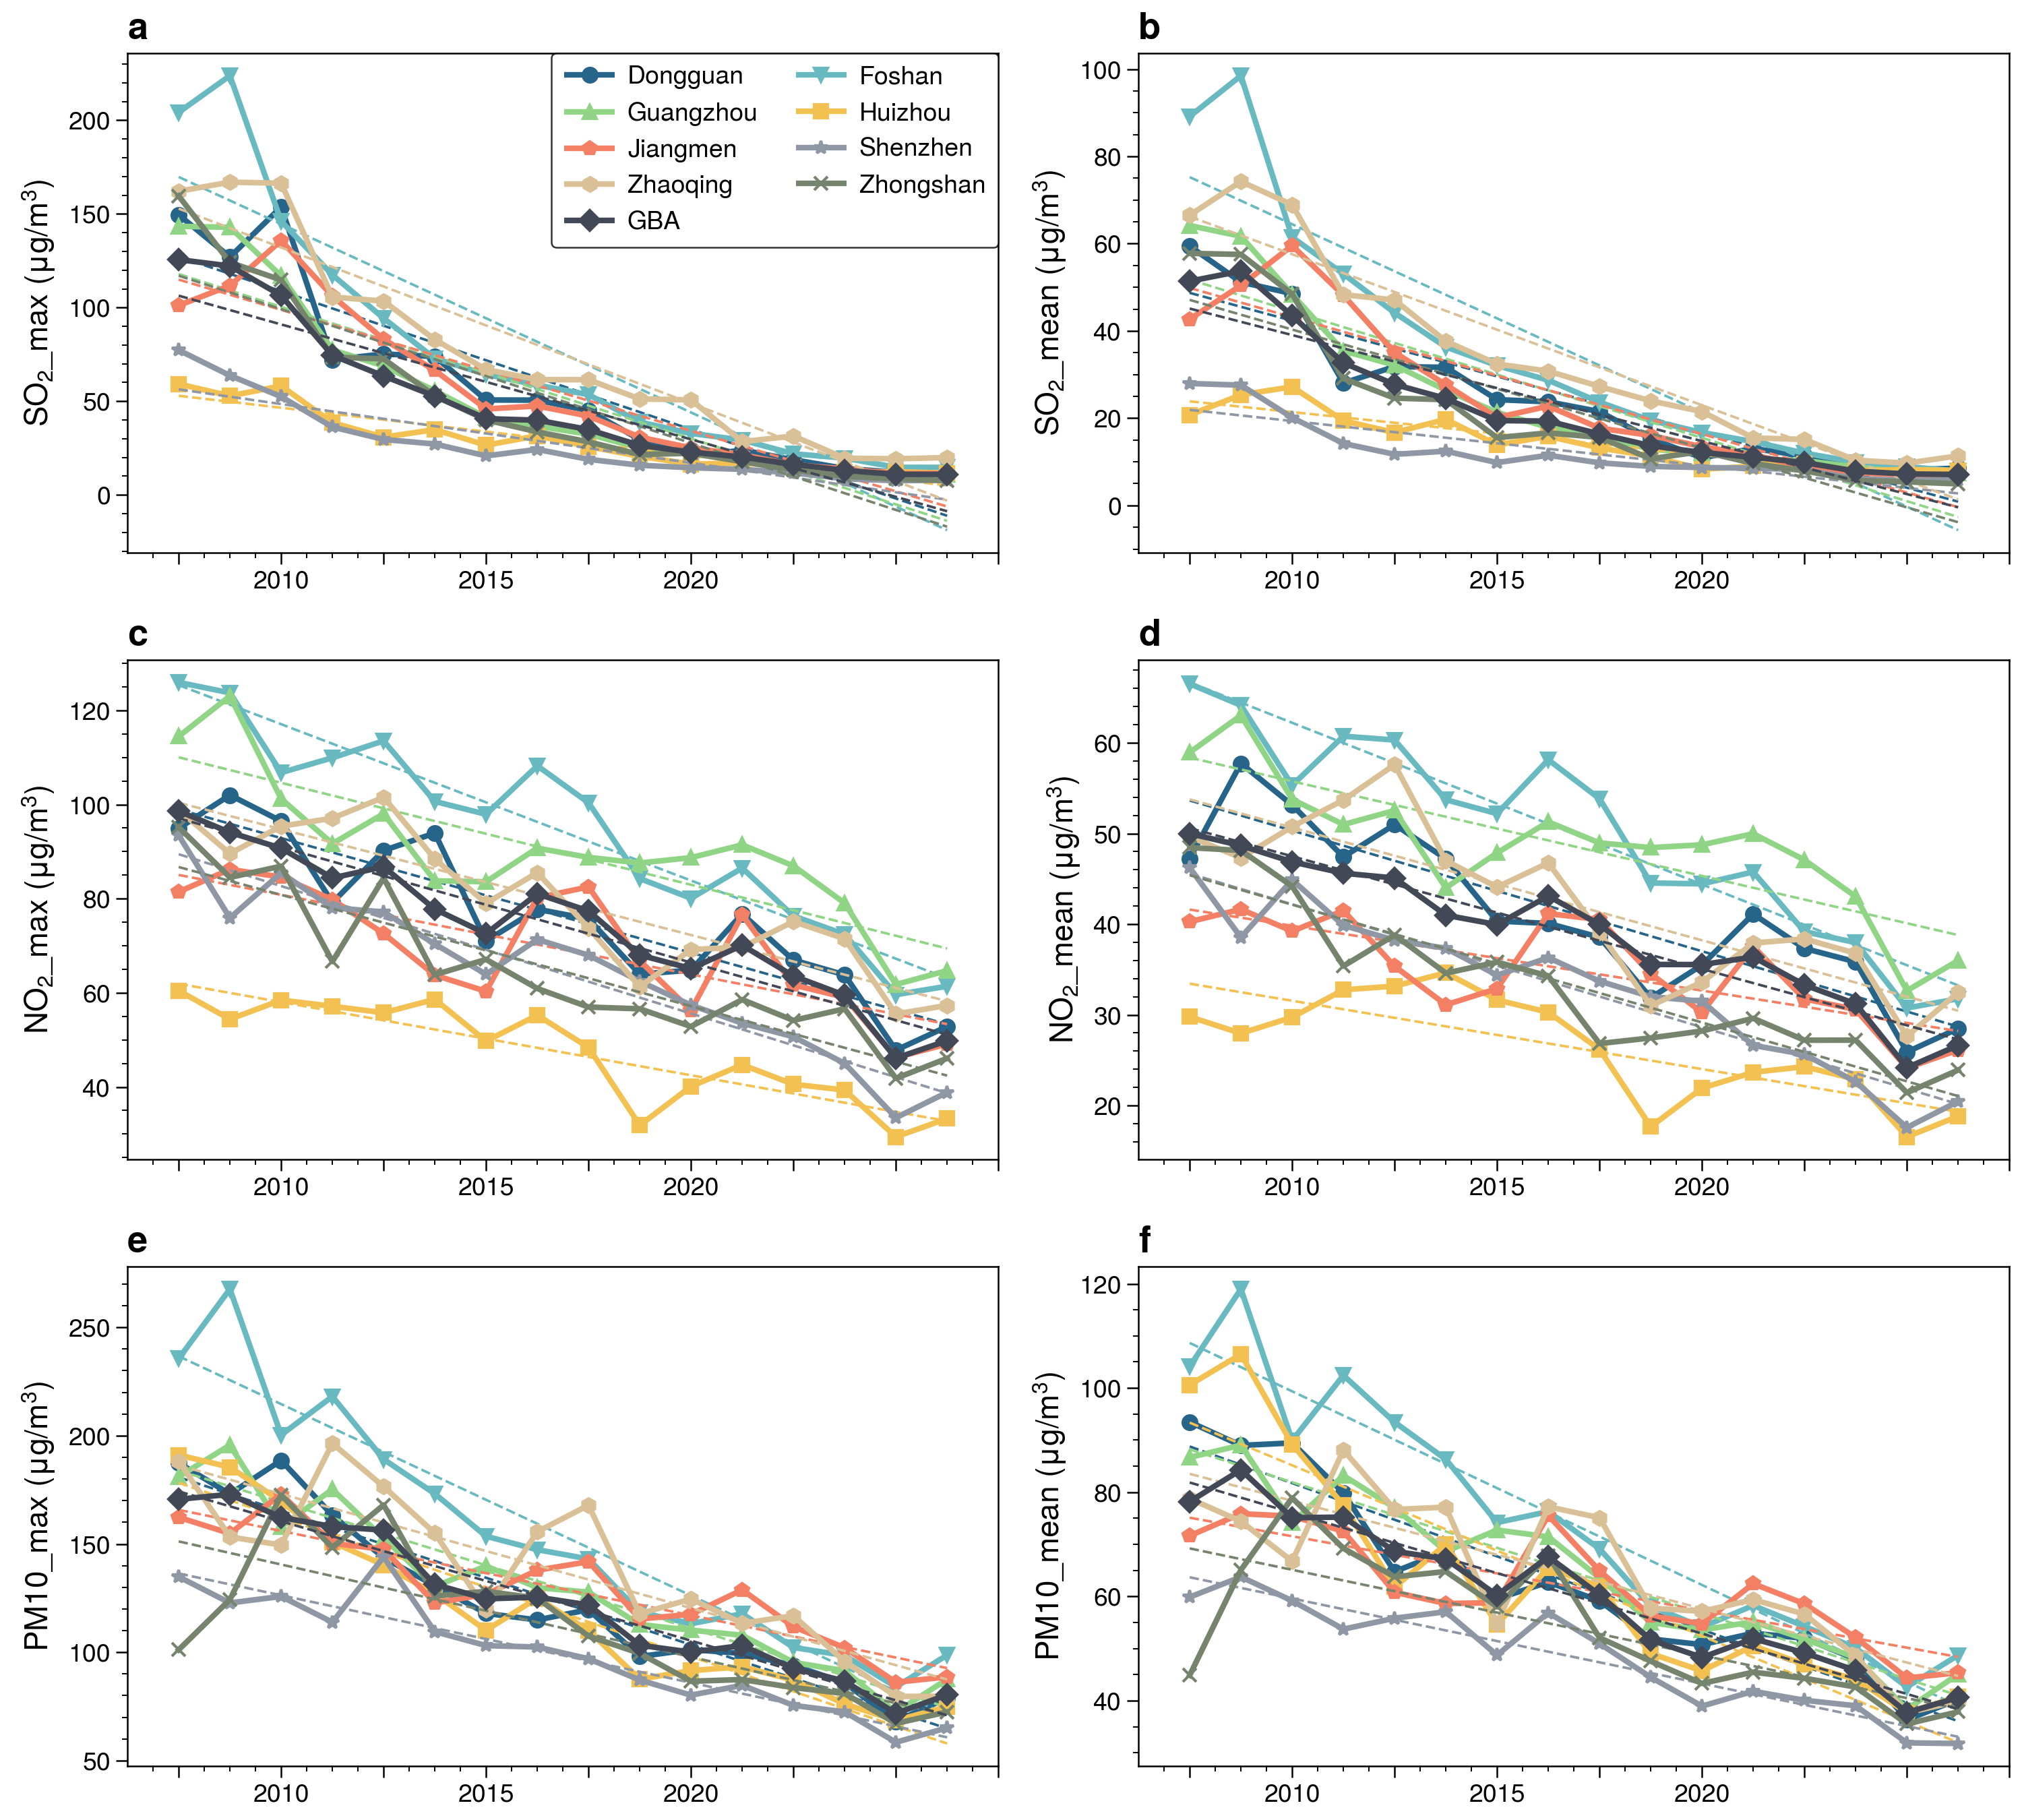 a
SO2_max (μg/m3)
200
150
100
50
0
2010 2015 2020
Dongguan Foshan
Guangzhou Huizhou
Jiangmen Shenzhen
Zhaoqing Zhongshan
GBA
b
SO2_mean (μg/m3)
100
80
60
40
20
0
2010 2015 2020
c
NO2_max (μg/m3)
120
100
80
60
40
2010 2015 2020
d
NO2_mean (μg/m3)
60
50
40
30
20
2010 2015 2020
e
PM10_max (μg/m3)
250
200
150
100
50
2010 2015 2020
f
PM10_mean (μg/m3)
120
100
80
60
40
2010 2015 2020